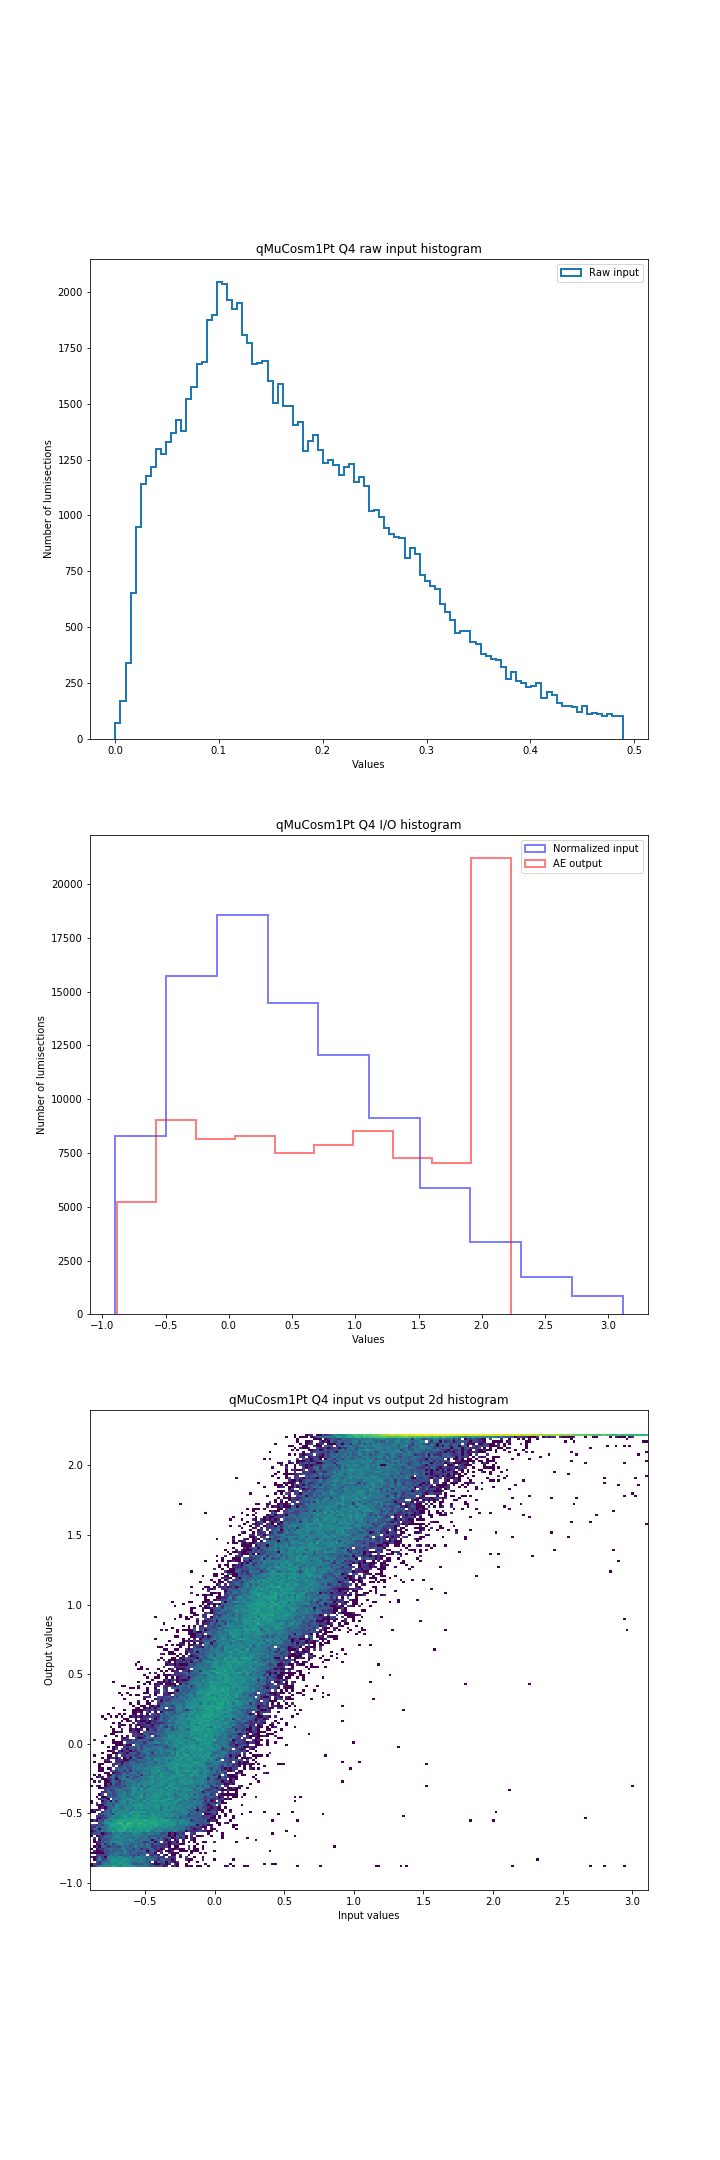 qMuCosm1Pt Q4 raw input histogram
Raw input
2000
1750
1500
1250
1000
750
500
250
0
Number of lumisections
0.0 0.1 0.2 0.3 0.4 0.5
Values
qMuCosm1Pt Q4 I/O histogram
Normalized input
AE output
20000
17500
15000
12500
10000
7500
5000
2500
0
Number of lumisections
−1.0 −0.5 0.0 0.5 1.0 1.5 2.0 2.5 3.0
Values
qMuCosm1Pt Q4 input vs output 2d histogram
2.0
1.5
1.0
0.5
0.0
−0.5
−1.0
Output values
−0.5 0.0 0.5 1.0 1.5 2.0 2.5 3.0
Input values